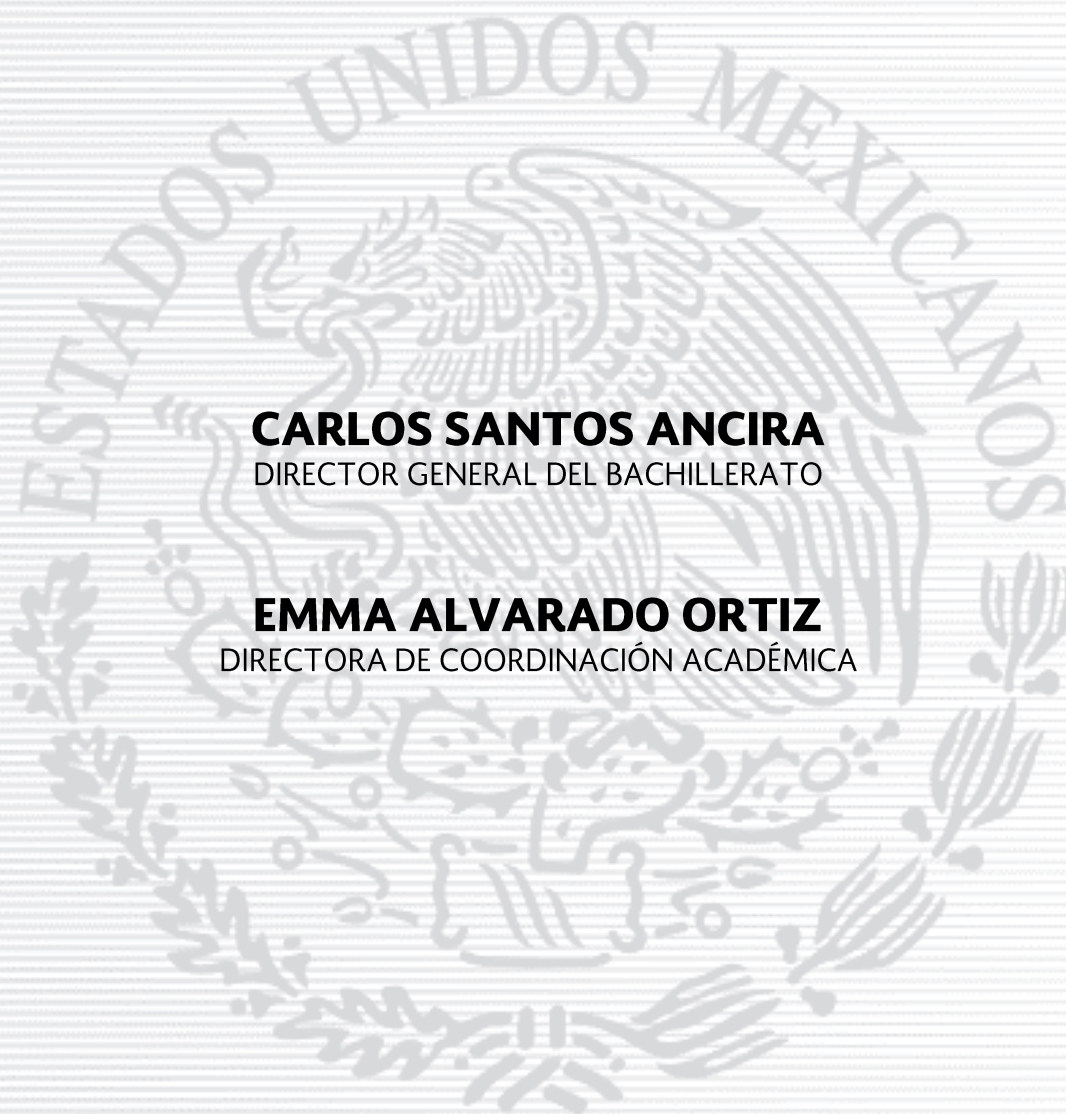 ESTADOS UNIDOS MEXICANOS
CARLOS SANTOS ANCIRA
DIRECTOR GENERAL DEL BACHILLERATO
EMMA ALVARADO ORTIZ
DIRECTORA DE COORDINACIÓN ACADÉMICA